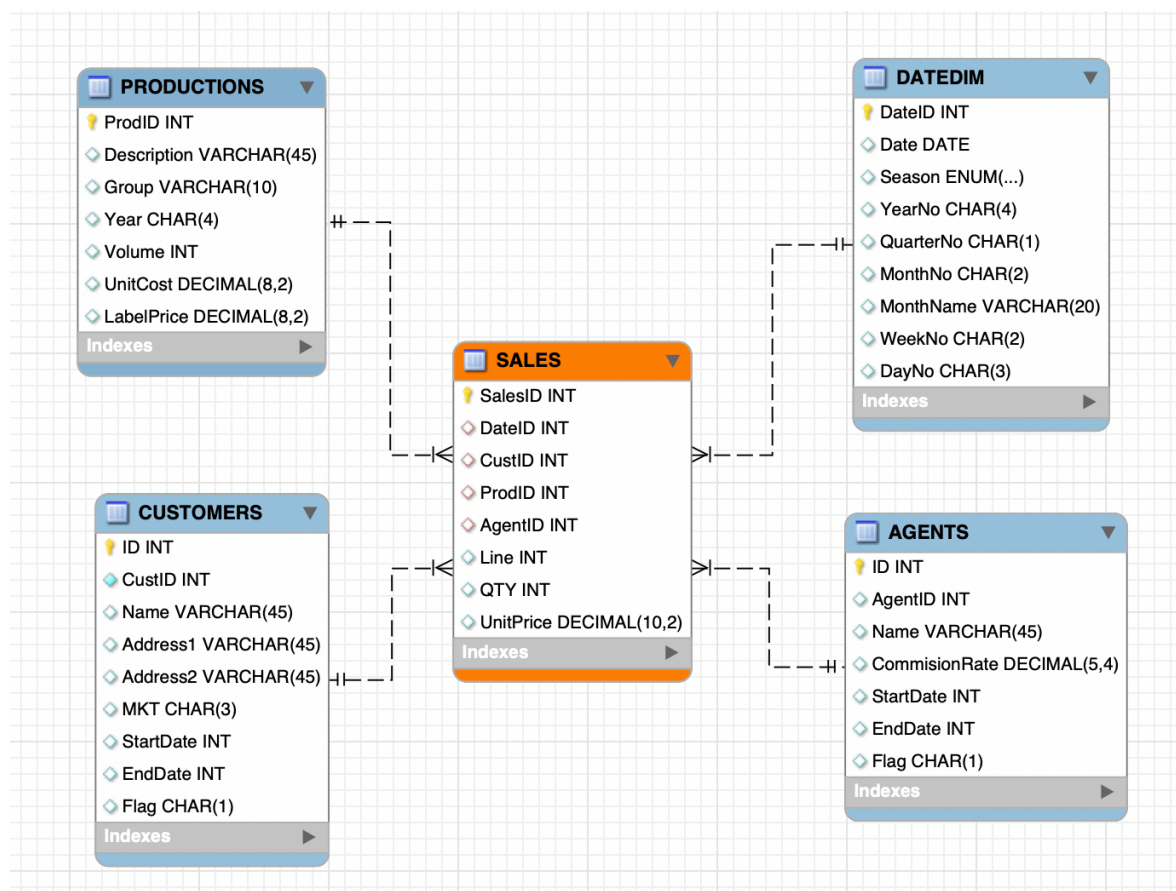 PRODUCTIONS
ProdID INT
Description VARCHAR(45)
Group VARCHAR(10)
Year CHAR(4)
Volume INT
UnitCost DECIMAL(8,2)
LabelPrice DECIMAL(8,2)
Indexes
DATEDIM
DateID INT
Date DATE
Season ENUM(...)
YearNo CHAR(4)
QuarterNo CHAR(1)
MonthNo CHAR(2)
MonthName VARCHAR(20)
WeekNo CHAR(2)
DayNo CHAR(3)
Indexes
SALES
SalesID INT
DateID INT
CustID INT
ProdID INT
AgentID INT
Line INT
QTY INT
UnitPrice DECIMAL(10,2)
Indexes
CUSTOMERS
ID INT
CustID INT
Name VARCHAR(45)
Address1 VARCHAR(45)
Address2 VARCHAR(45)
MKT CHAR(3)
StartDate INT
EndDate INT
Flag CHAR(1)
Indexes
AGENTS
ID INT
AgentID INT
Name VARCHAR(45)
CommisionRate DECIMAL(5,4)
StartDate INT
EndDate INT
Flag CHAR(1)
Indexes